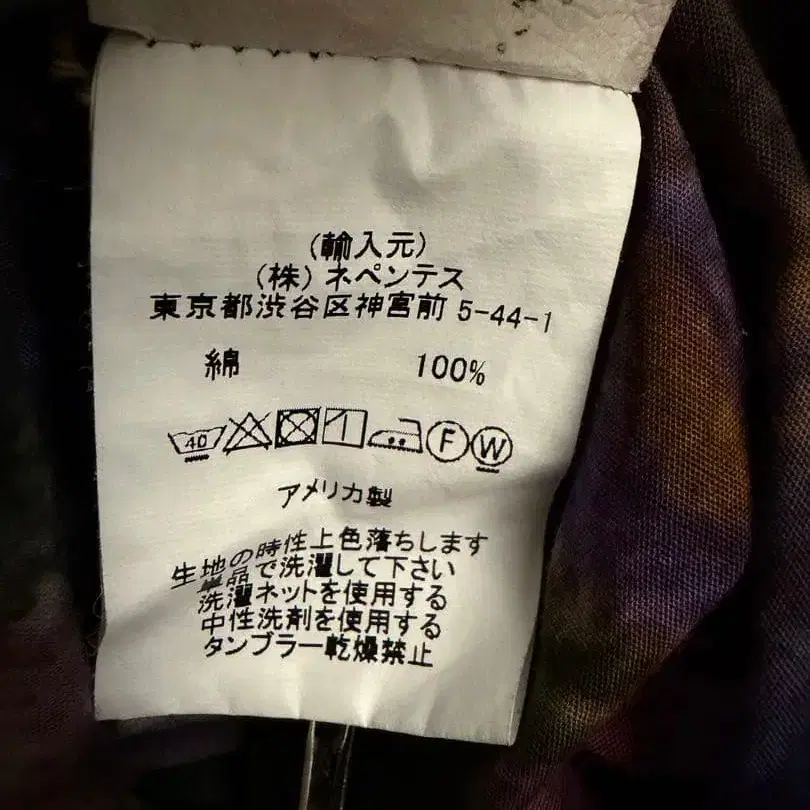 (輸入元)
(株) ネペンテス
東京都渋谷区神宮前 5-44-1
綿 100%
40 F W
アメリカ製
生地の時性上色落ちします
単品で洗濯して下さい
洗濯ネットを使用する
中性洗剤を使用する
タンブラー乾燥禁止